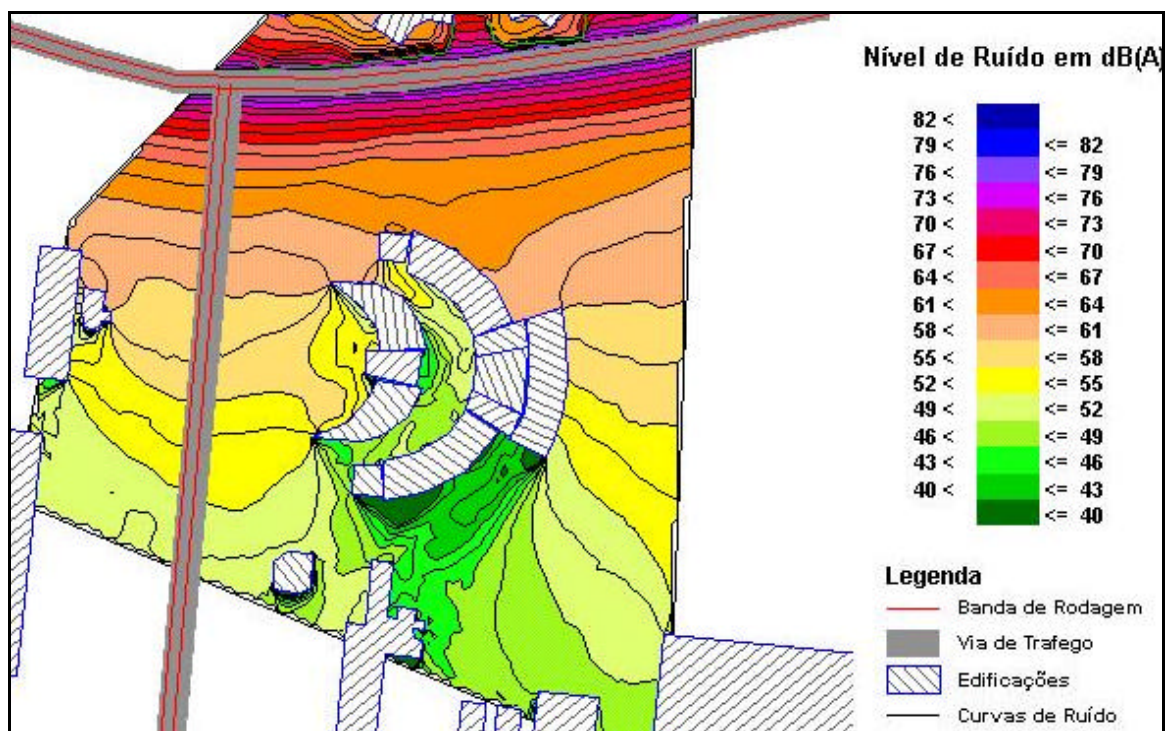 Nível de Ruído em dB(A)
82 <
79 < <= 82
76 < <= 79
73 < <= 76
70 < <= 73
67 < <= 70
64 < <= 67
61 < <= 64
58 < <= 61
55 < <= 58
52 < <= 55
49 < <= 52
46 < <= 49
43 < <= 46
40 < <= 43
<= 40
Legenda
Banda de Rodagem
Via de Trafego
Edificações
Curvas de Ruído